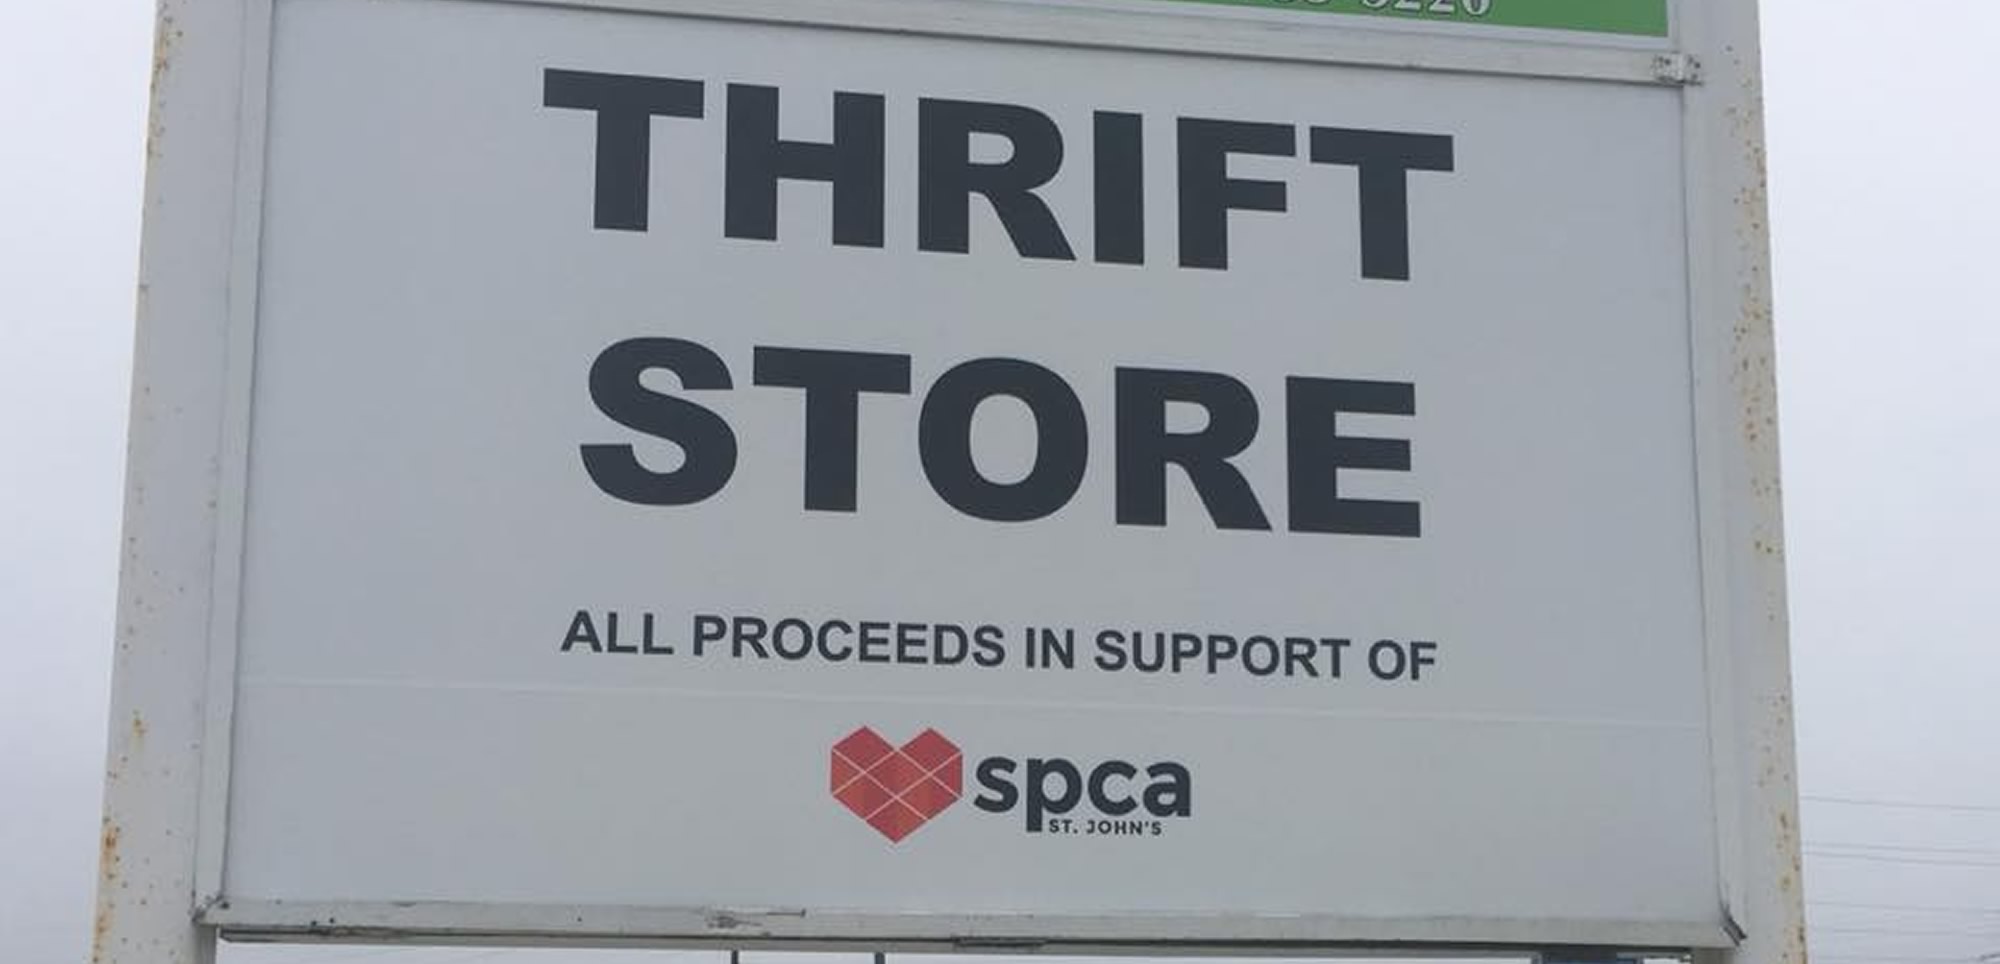 THRIFT
STORE
ALL PROCEEDS IN SUPPORT OF
spca
ST. JOHN'S